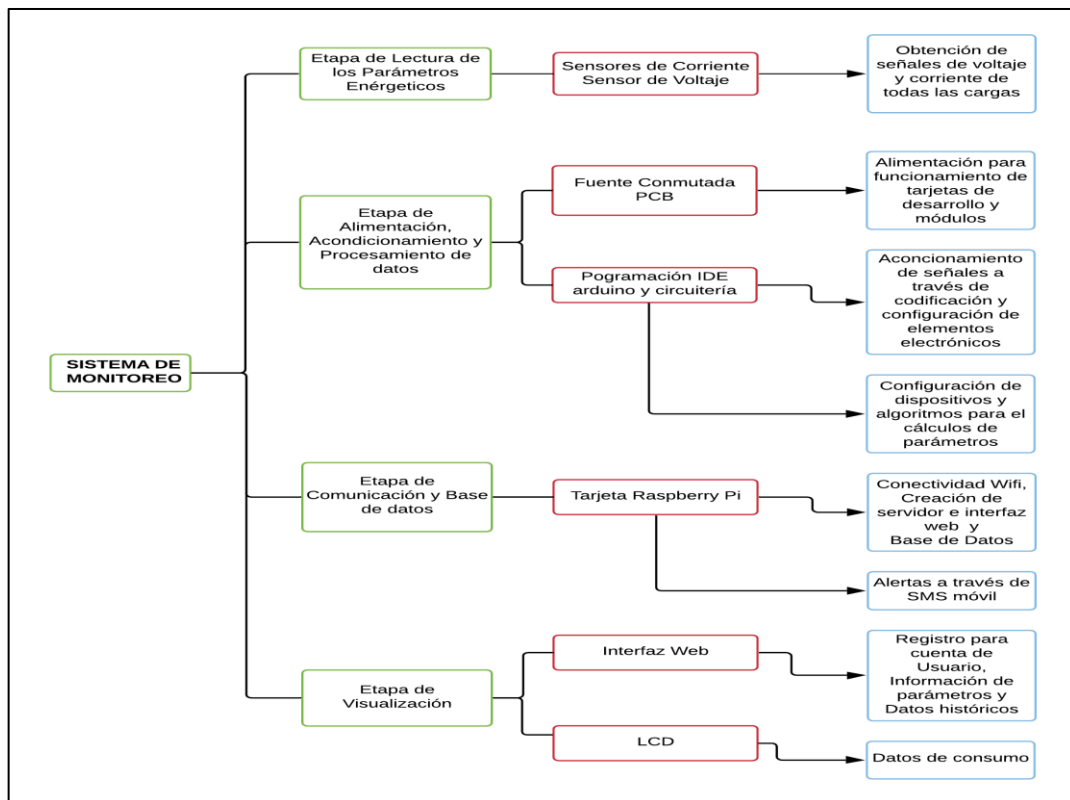 Etapa de Lectura de
los Parámetros
Enérgeticos
Sensores de Corriente
Sensor de Voltaje
Obtención de
señales de voltaje
y corriente de
todas las cargas
Etapa de
Alimentación,
Acondicionamiento y
Procesamiento de
datos
Fuente Conmutada
PCB
Alimentación para
funcionamiento de
tarjetas de
desarrollo y
módulos
Pogramación IDE
arduino y circuitería
Aconcionamiento
de señales a
través de
codificación y
configuración de
elementos
electrónicos
Configuración de
dispositivos y
algoritmos para el
cálculos de
parámetros
SISTEMA DE
MONITOREO
Etapa de
Comunicación y Base
de datos
Tarjeta Raspberry Pi
Conectividad Wifi,
Creación de
servidor e interfaz
web y
Base de Datos
Alertas a través de
SMS móvil
Etapa de
Visualización
Interfaz Web
Registro para
cuenta de
Usuario,
Información de
parámetros y
Datos históricos
LCD
Datos de consumo